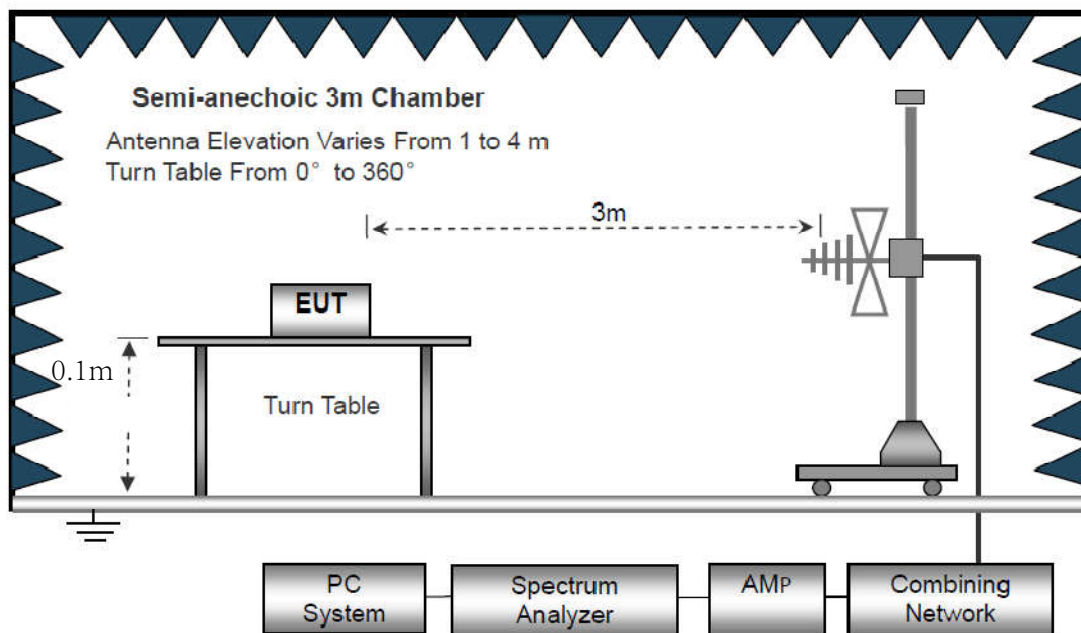 Semi-anechoic 3m Chamber
Antenna Elevation Varies From 1 to 4 m
Turn Table From 0° to 360°
3m
EUT
0.1m
Turn Table
PC
System
Spectrum
Analyzer
AMP
Combining
Network